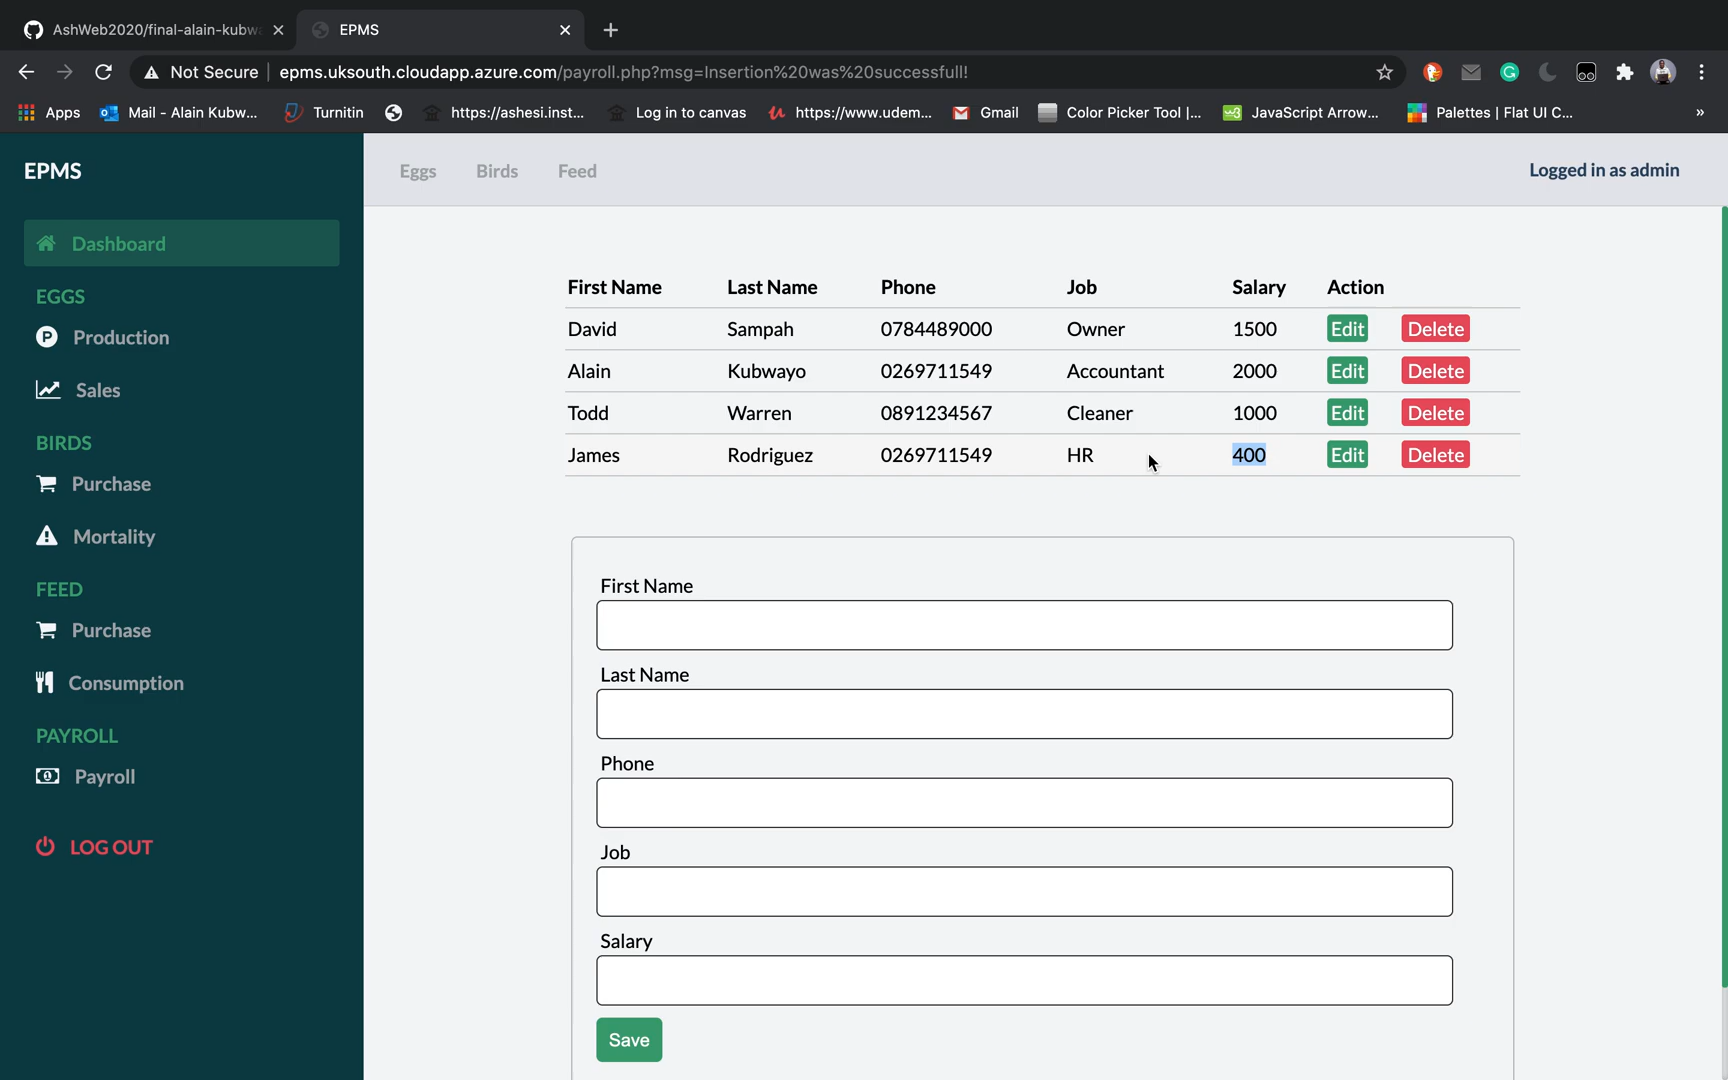 AshWeb2020/final-alain-kubwa
EPMS
Not Secure
epms.uksouth.cloudapp.azure.com/payroll.php?msg=Insertion%20was%20successfull!
Apps Mail - Alain Kubw... Turnitin https://ashesi.inst... Log in to canvas https://www.udem... Gmail Color Picker Tool |... JavaScript Arrow... Palettes | Flat UI C... »
EPMS
Eggs Birds Feed
Logged in as admin
Dashboard
EGGS
Production
Sales
BIRDS
Purchase
Mortality
FEED
Purchase
Consumption
PAYROLL
Payroll
LOG OUT
First Name Last Name Phone Job Salary Action
David Sampah 0784489000 Owner 1500 Edit Delete
Alain Kubwayo 0269711549 Accountant 2000 Edit Delete
Todd Warren 0891234567 Cleaner 1000 Edit Delete
James Rodriguez 0269711549 HR 400 Edit Delete
First Name
Last Name
Phone
Job
Salary
Save